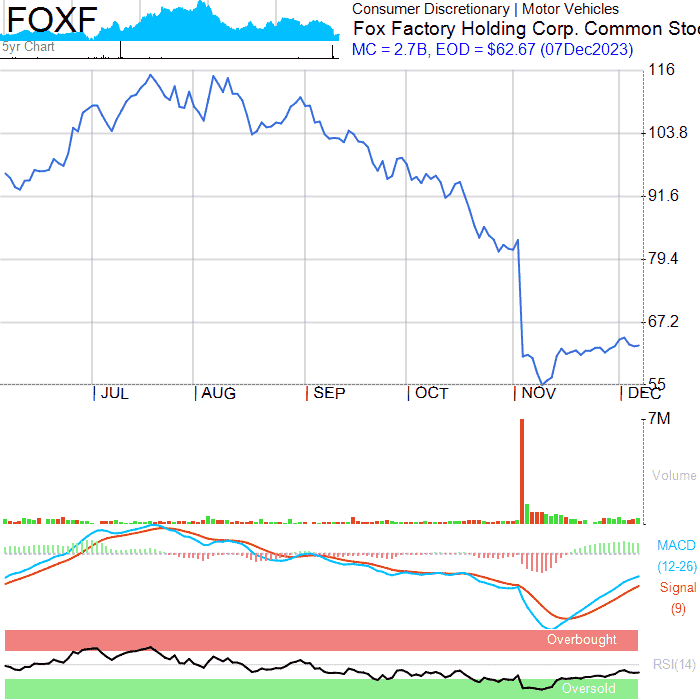 FOXF
5yr Chart
Consumer Discretionary | Motor Vehicles
Fox Factory Holding Corp. Common Stoc
MC = 2.7B, EOD = $62.67 (07Dec2023)
116
103.8
91.6
79.4
67.2
55
JUL AUG SEP OCT NOV DEC
7M
Volume
MACD
(12-26)
Signal
(9)
Overbought
RSI(14)
Oversold